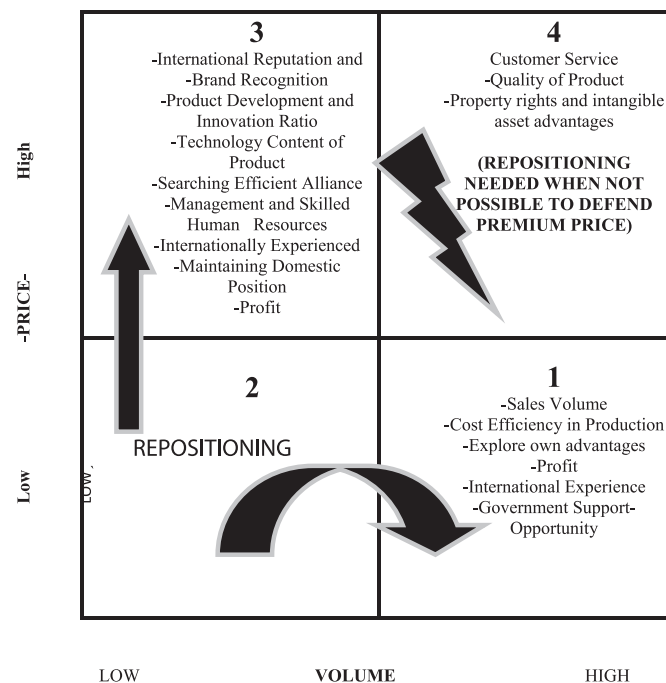 3
-International Reputation and
-Brand Recognition
-Product Development and
Innovation Ratio
-Technology Content of
Product
-Searching Efficient Alliance
-Management and Skilled
Human Resources
-Internationally Experienced
-Maintaining Domestic
Position
-Profit
4
Customer Service
-Quality of Product
-Property rights and intangible
asset advantages
(REPOSITIONING
NEEDED WHEN NOT
POSSIBLE TO DEFEND
PREMIUM PRICE)
High
-PRICE-
Low
2
REPOSITIONING
LOW
1
-Sales Volume
-Cost Efficiency in Production
-Explore own advantages
-Profit
-International Experience
-Government Support-
Opportunity
LOW VOLUME HIGH